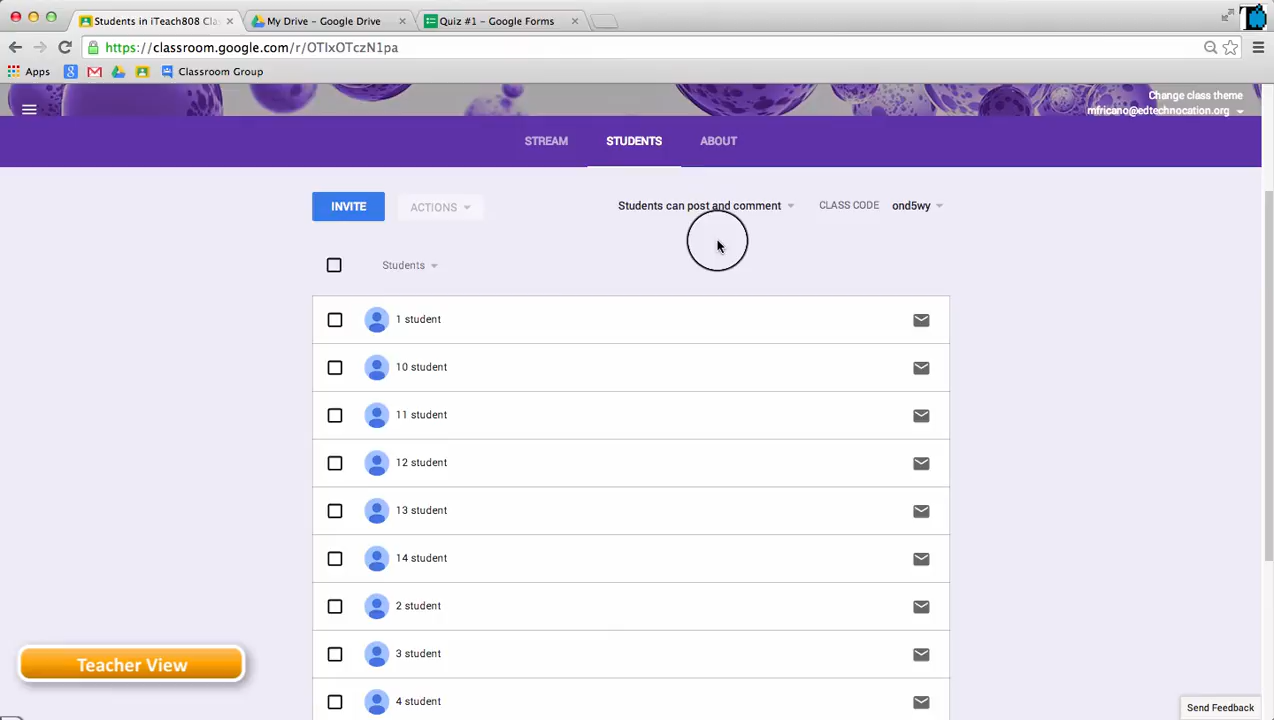 Students in iTeach808 Clas
My Drive - Google Drive
Quiz #1 - Google Forms
https://classroom.google.com/r/OTIxOTczN1pa
Apps
Classroom Group
Change class theme
mfricano@edtechnocation.org
STREAM
STUDENTS
ABOUT
INVITE
ACTIONS
Students can post and comment
CLASS CODE
ond5wy
Students
1 student
10 student
11 student
12 student
13 student
14 student
2 student
3 student
4 student
Teacher View
Send Feedback